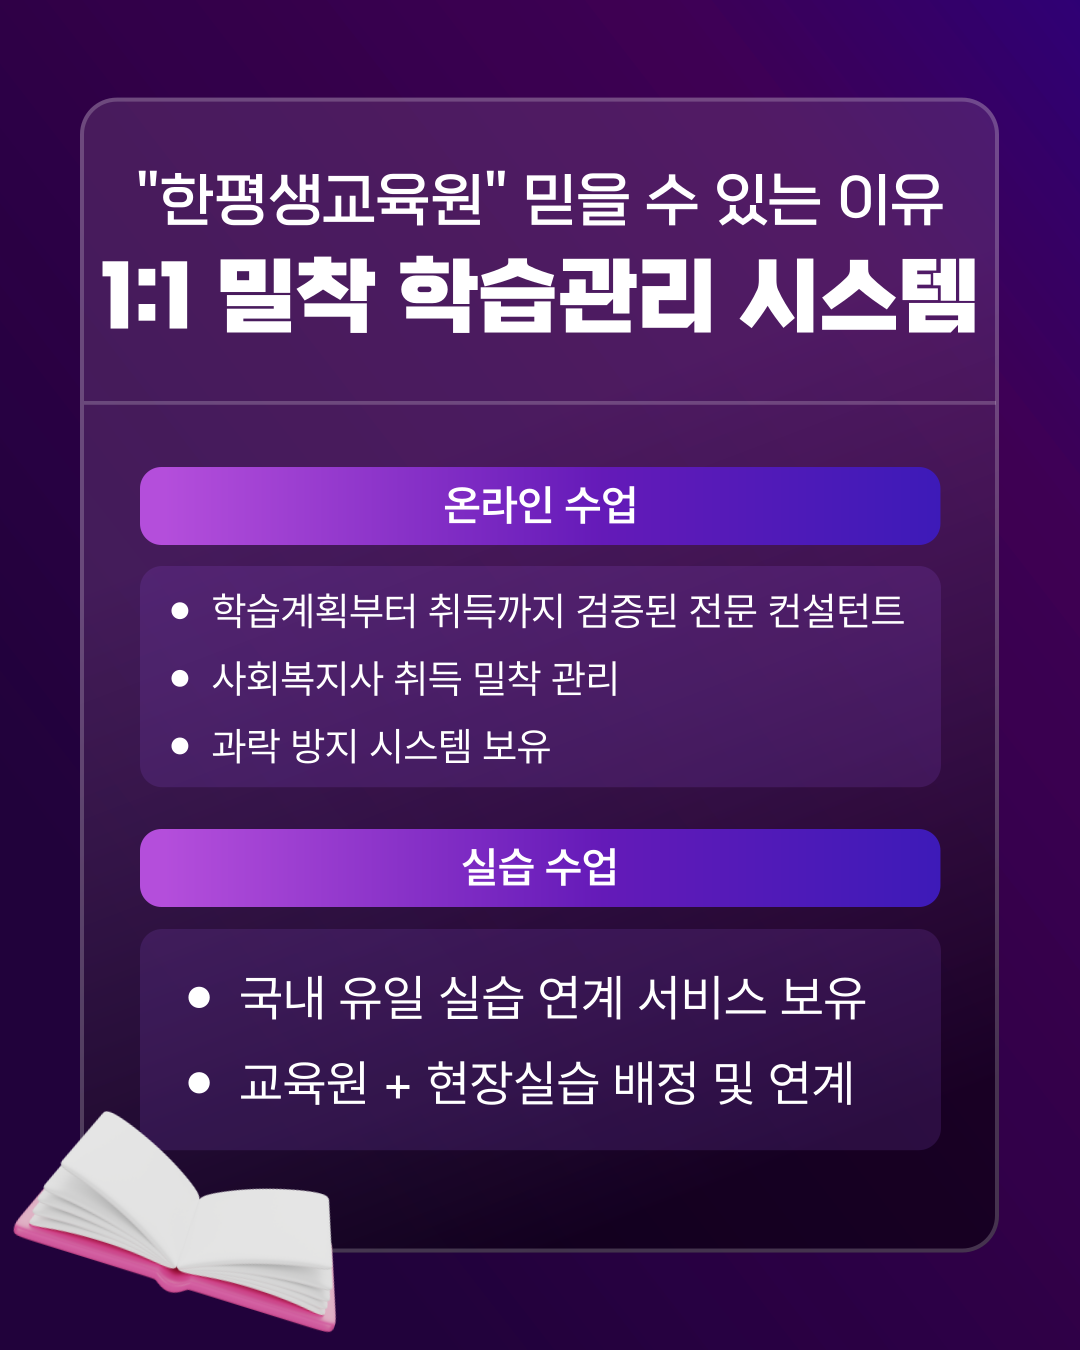 "한평생교육원" 믿을 수 있는 이유
1:1 밀착 학습관리 시스템
온라인 수업
● 학습계획부터 취득까지 검증된 전문 컨설턴트
● 사회복지사 취득 밀착 관리
● 과락 방지 시스템 보유
실습 수업
● 국내 유일 실습 연계 서비스 보유
● 교육원 + 현장실습 배정 및 연계